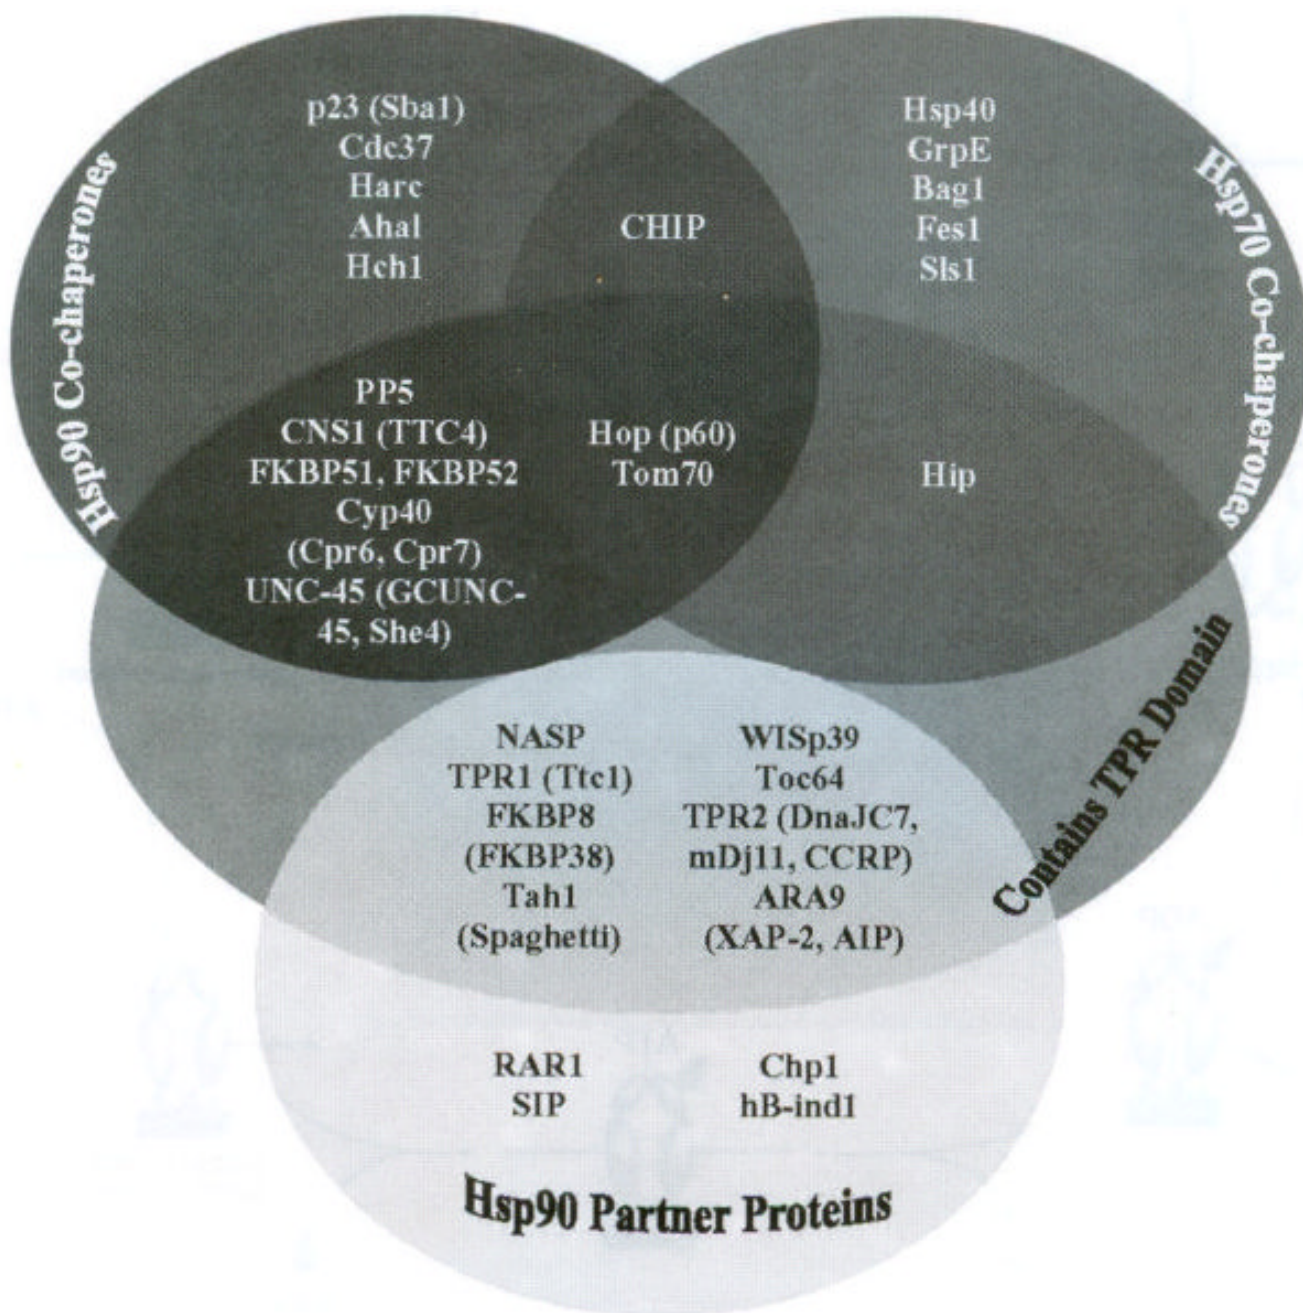 Hsp90 Co-chaperones
p23 (Sba1)
Cdc37
Harc
Ahal
Hch1
CHIP
Hsp40
GrpE
Bag1
Fes1
Sls1
Hsp70 Co-chaperones
PP5
CNS1 (TTC4)
FKBP51, FKBP52
Cyp40
(Cpr6, Cpr7)
UNC-45 (GCUNC-
45, She4)
Hop (p60)
Tom70
Hip
Contains TPR Domain
NASP
TPR1 (Ttc1)
FKBP8
(FKBP38)
Tah1
(Spaghetti)
WISp39
Toc64
TPR2 (DnaJC7,
mDj11, CCRP)
ARA9
(XAP-2, AIP)
RAR1
SIP
Chp1
hB-ind1
Hsp90 Partner Proteins